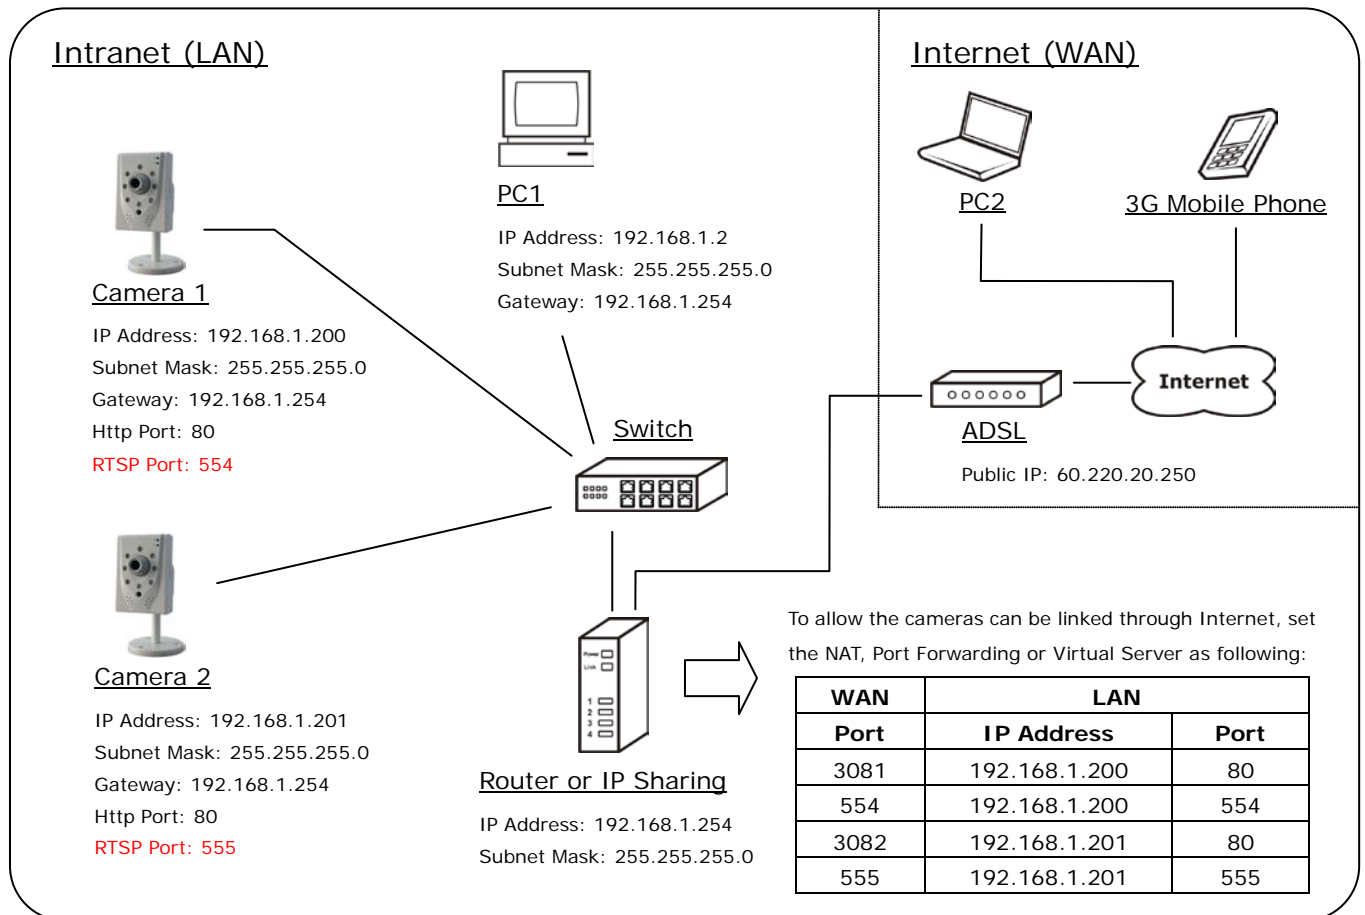 Intranet (LAN)
Internet (WAN)
PC1
IP Address: 192.168.1.2
Subnet Mask: 255.255.255.0
Gateway: 192.168.1.254
PC2
3G Mobile Phone
Camera 1
IP Address: 192.168.1.200
Subnet Mask: 255.255.255.0
Gateway: 192.168.1.254
Http Port: 80
RTSP Port: 554
Internet
Switch
ADSL
Public IP: 60.220.20.250
Camera 2
IP Address: 192.168.1.201
Subnet Mask: 255.255.255.0
Gateway: 192.168.1.254
Http Port: 80
RTSP Port: 555
Power
Link
1
2
3
4
Router or IP Sharing
IP Address: 192.168.1.254
Subnet Mask: 255.255.255.0
To allow the cameras can be linked through Internet, set
the NAT, Port Forwarding or Virtual Server as following:
WAN LAN
Port IP Address Port
3081 192.168.1.200 80
554 192.168.1.200 554
3082 192.168.1.201 80
555 192.168.1.201 555